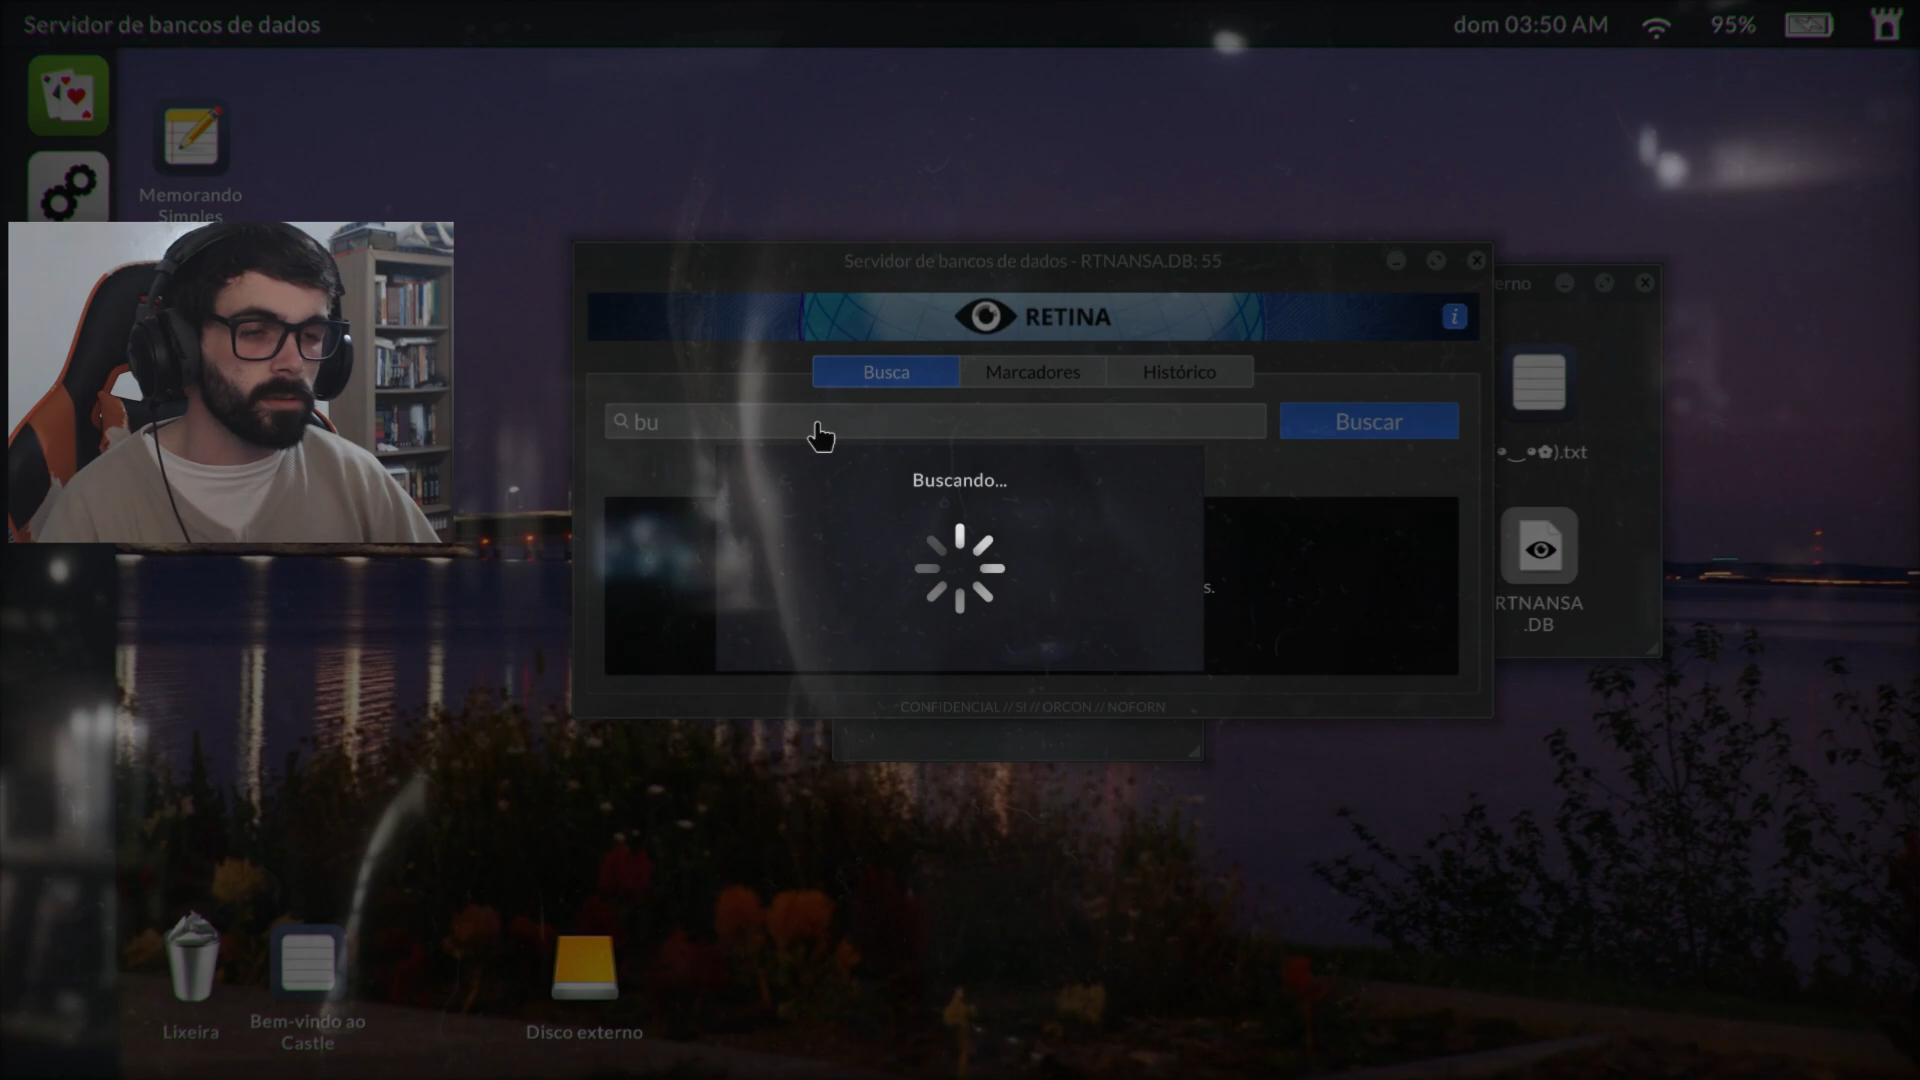 Servidor de bancos de dados
dom 03:50 AM
95%
Memorando
Simples
Servidor de bancos de dados - RTNANSA.DB: 55
erno
RETINA
i
Busca
Marcadores
Histórico
bu
Buscar
Buscando...
s.
•‿•✿).txt
RTNANSA
.DB
CONFIDENCIAL // SI // ORCON // NOFORN
Lixeira
Bem-vindo ao
Castle
Disco externo